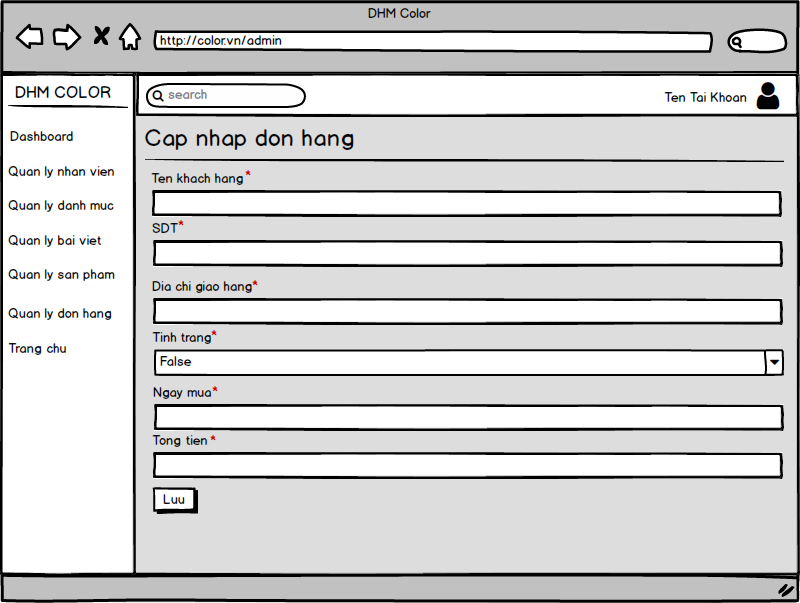 DHM Color
http://color.vn/admin
DHM COLOR
search
Ten Tai Khoan
Dashboard
Quan ly nhan vien
Quan ly danh muc
Quan ly bai viet
Quan ly san pham
Quan ly don hang
Trang chu
Cap nhap don hang
Ten khach hang*
SDT*
Dia chi giao hang*
Tinh trang*
False
Ngay mua*
Tong tien *
Luu